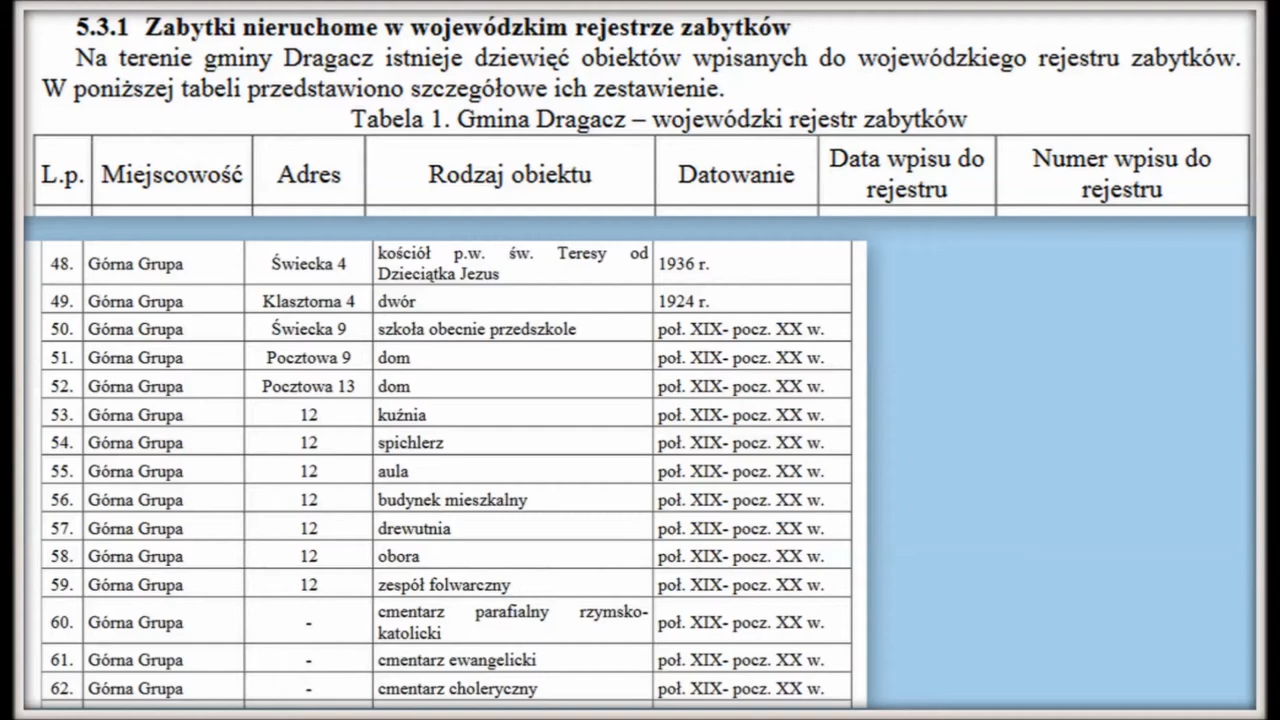 5.3.1 Zabytki nieruchome w wojewódzkim rejestrze zabytków
Na terenie gminy Dragacz istnieje dziewięć obiektów wpisanych do wojewódzkiego rejestru zabytków.
W poniższej tabeli przedstawiono szczegółowe ich zestawienie.
Tabela 1. Gmina Dragacz – wojewódzki rejestr zabytków
L.p. Miejscowość Adres Rodzaj obiektu Datowanie Data wpisu do rejestru Numer wpisu do rejestru
48. Górna Grupa Świecka 4 kościół p.w. św. Teresy od Dzieciątka Jezus 1936 r.
49. Górna Grupa Klasztorna 4 dwór 1924 r.
50. Górna Grupa Świecka 9 szkoła obecnie przedszkole poł. XIX- pocz. XX w.
51. Górna Grupa Pocztowa 9 dom poł. XIX- pocz. XX w.
52. Górna Grupa Pocztowa 13 dom poł. XIX- pocz. XX w.
53. Górna Grupa 12 kuźnia poł. XIX- pocz. XX w.
54. Górna Grupa 12 spichlerz poł. XIX- pocz. XX w.
55. Górna Grupa 12 aula poł. XIX- pocz. XX w.
56. Górna Grupa 12 budynek mieszkalny poł. XIX- pocz. XX w.
57. Górna Grupa 12 drewutnia poł. XIX- pocz. XX w.
58. Górna Grupa 12 obora poł. XIX- pocz. XX w.
59. Górna Grupa 12 zespół folwarczny poł. XIX- pocz. XX w.
60. Górna Grupa - cmentarz parafialny rzymsko-katolicki poł. XIX- pocz. XX w.
61. Górna Grupa - cmentarz ewangelicki poł. XIX- pocz. XX w.
62. Górna Grupa - cmentarz choleryczny poł. XIX- pocz. XX w.